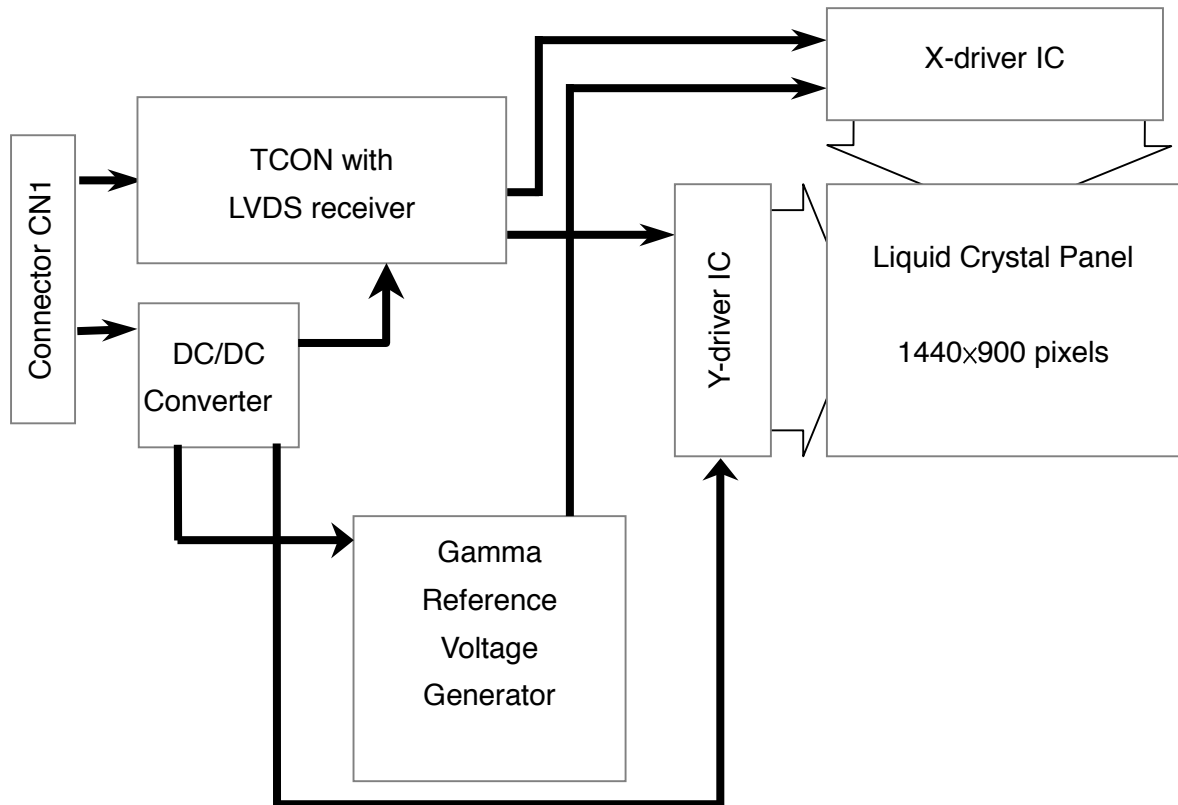 X-driver IC
TCON with
LVDS receiver
Connector CN1
Y-driver IC
Liquid Crystal Panel
1440×900 pixels
DC/DC
Converter
Gamma
Reference
Voltage
Generator